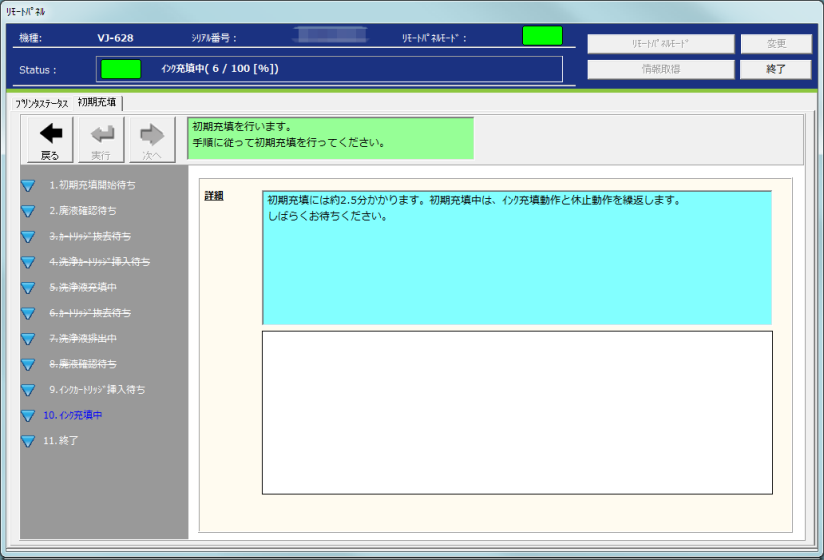 ﾘﾓｰﾄﾊﾟﾈﾙ
機種: VJ-628 ｼﾘｱﾙ番号 : ﾘﾓｰﾄﾊﾟﾈﾙﾓｰﾄﾞ :
ﾘﾓｰﾄﾊﾟﾈﾙﾓｰﾄﾞ 変更
Status : ｲﾝｸ充填中( 6 / 100 [%])
情報取得 終了
ﾌﾟﾘﾝﾀｽﾃｰﾀｽ 初期充填
戻る 実行 次へ
初期充填を行います。
手順に従って初期充填を行ってください。
1.初期充填開始待ち
2.廃液確認待ち
3.ｶｰﾄﾘｯｼﾞ抜去待ち
4.洗浄ｶｰﾄﾘｯｼﾞ挿入待ち
5.洗浄液充填中
6.ｶｰﾄﾘｯｼﾞ抜去待ち
7.洗浄液排出中
8.廃液確認待ち
9.ｲﾝｸｶｰﾄﾘｯｼﾞ挿入待ち
10.ｲﾝｸ充填中
11.終了
詳細
初期充填には約2.5分かかります。初期充填中は、ｲﾝｸ充填動作と休止動作を繰返します。
しばらくお待ちください。